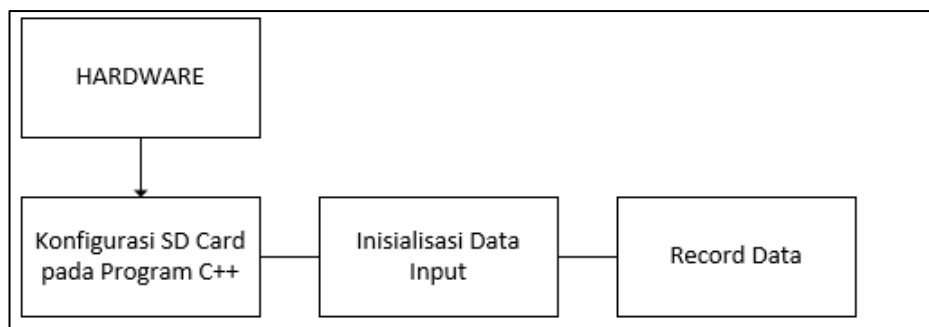 HARDWARE
Konfigurasi SD Card
pada Program C++
Inisialisasi Data
Input
Record Data